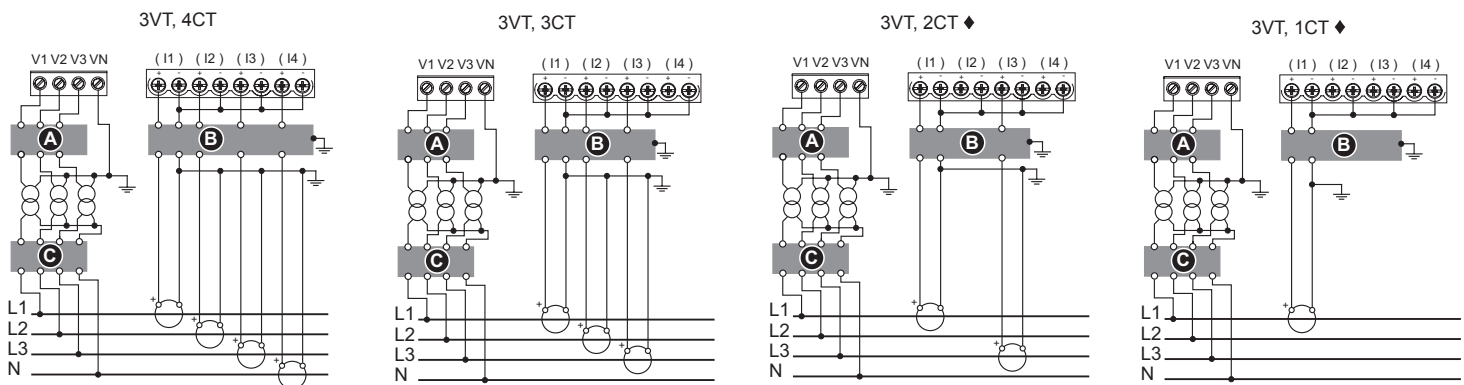 3VT, 4CT
V1 V2 V3 VN
( I1 ) ( I2 ) ( I3 ) ( I4 )
+ - + - + - + -
A
B
C
L1
L2
L3
N
+ + + +
3VT, 3CT
V1 V2 V3 VN
( I1 ) ( I2 ) ( I3 ) ( I4 )
+ - + - + - + -
A
B
C
L1
L2
L3
N
+ + +
3VT, 2CT ♦
V1 V2 V3 VN
( I1 ) ( I2 ) ( I3 ) ( I4 )
+ - + - + - + -
A
B
C
L1
L2
L3
N
+ +
3VT, 1CT ♦
V1 V2 V3 VN
( I1 ) ( I2 ) ( I3 ) ( I4 )
+ - + - + - + -
A
B
C
L1
L2
L3
N
+